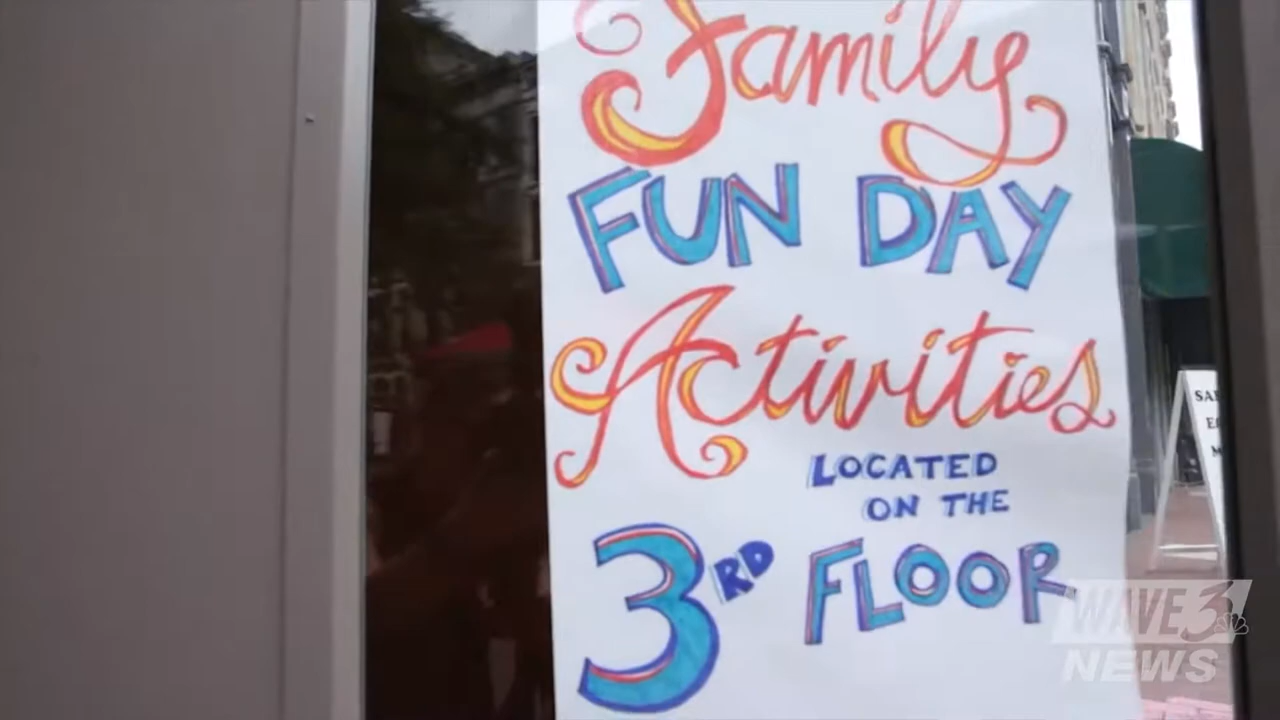 Family
FUN DAY
Activities
LOCATED
ON THE
3RD FLOOR
WAVE 3
NEWS